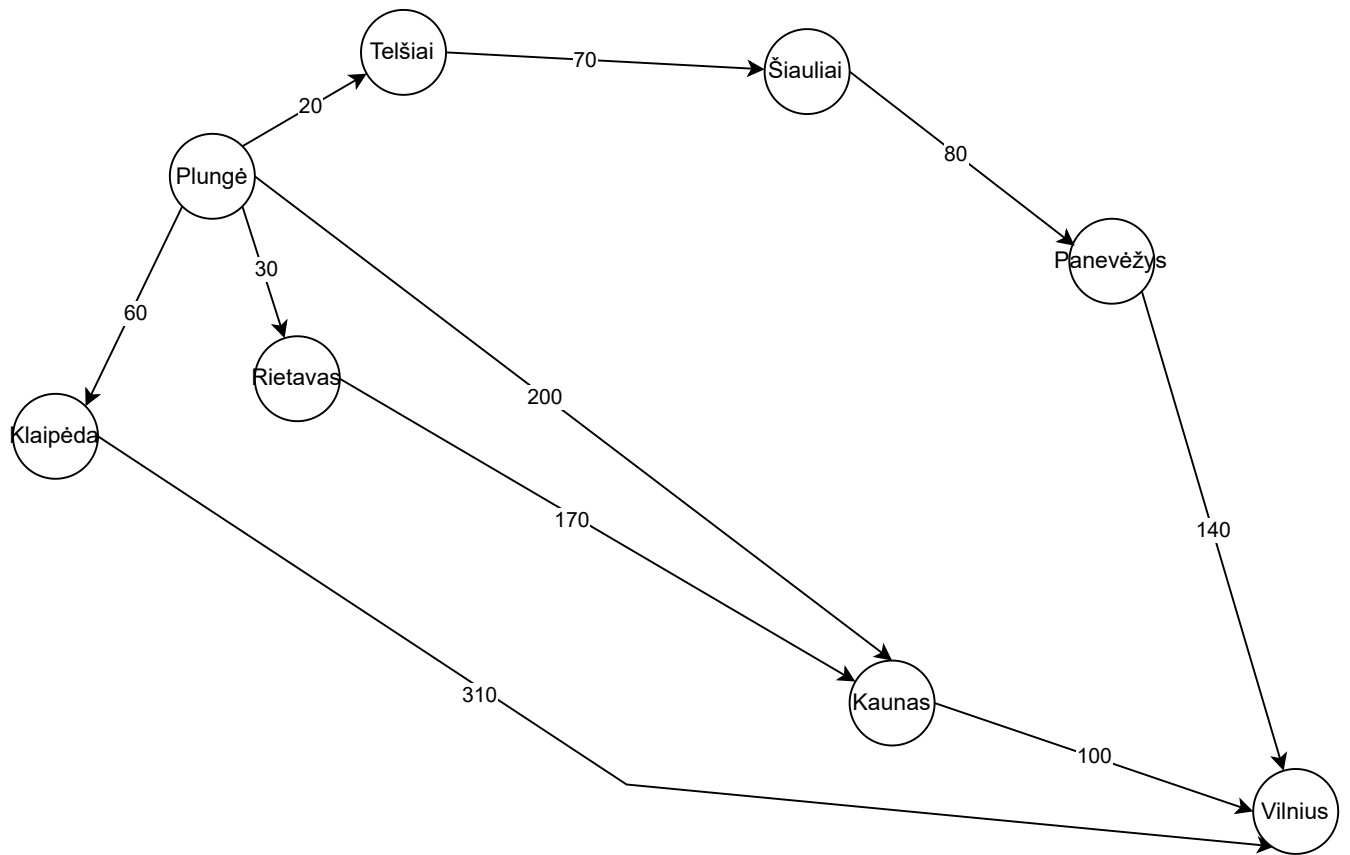 Telšiai
70
Šiauliai
20
80
Plungė
Panevėžys
30
60
Rietavas
200
Klaipėda
170
140
310
Kaunas
100
Vilnius